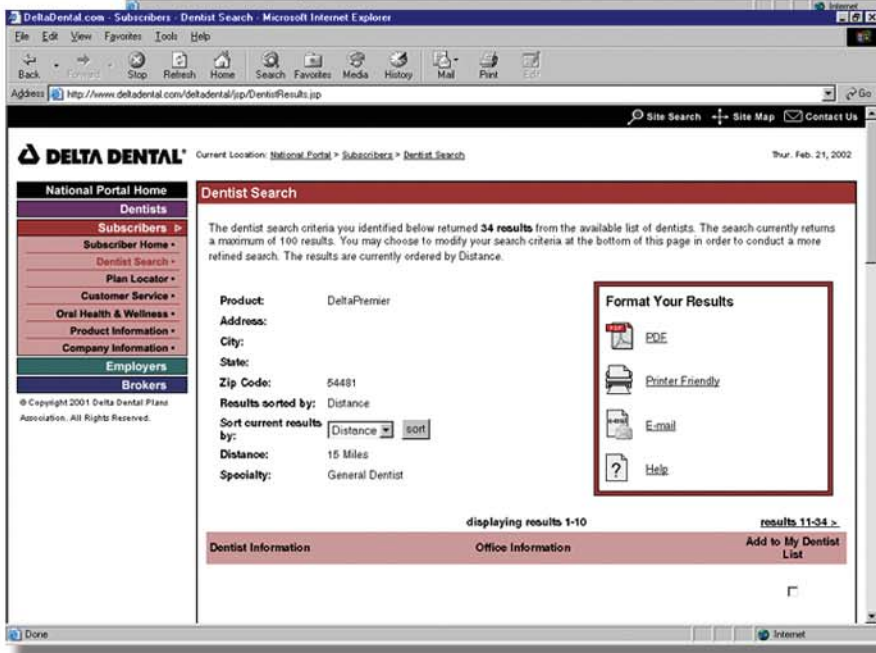 Internet
DeltaDental.com - Subscribers - Dentist Search - Microsoft Internet Explorer
File Edit View Favorites Tools Help
Back Forward Stop Refresh Home Search Favorites Media History Mail Print Edit
Address http://www.deltadental.com/deltadental/jsp/DentistResults.jsp Go
Site Search Site Map Contact Us
DELTA DENTAL® Current Location: National Portal > Subscribers > Dentist Search Thur. Feb. 21, 2002
National Portal Home
Dentists
Subscribers
Subscriber Home •
Dentist Search •
Plan Locator •
Customer Service •
Oral Health & Wellness •
Product Information •
Company Information •
Employers
Brokers
© Copyright 2001 Delta Dental Plans
Association. All Rights Reserved.
Dentist Search
The dentist search criteria you identified below returned 34 results from the available list of dentists. The search currently returns
a maximum of 100 results. You may choose to modify your search criteria at the bottom of this page in order to conduct a more
refined search. The results are currently ordered by Distance.
Product: DeltaPremier
Address:
City:
State:
Zip Code: 54481
Results sorted by: Distance
Sort current results
by: Distance sort
Distance: 15 Miles
Specialty: General Dentist
Format Your Results
PDF
Printer Friendly
E-mail
Help
displaying results 1-10 results 11-34 >
Dentist Information Office Information Add to My Dentist
List
Done Internet